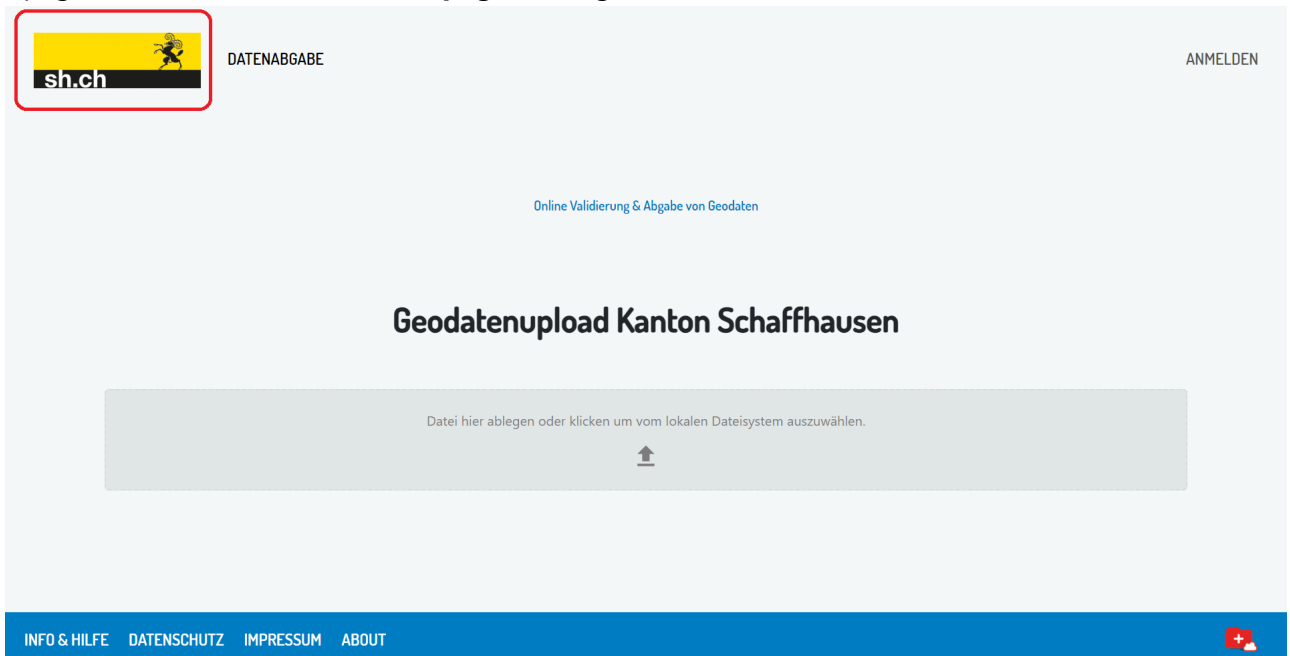 sh.ch
DATENABGABE
ANMELDEN
Online Validierung & Abgabe von Geodaten
Geodatenupload Kanton Schaffhausen
Datei hier ablegen oder klicken um vom lokalen Dateisystem auszuwählen.
INFO & HILFE DATENSCHUTZ IMPRESSUM ABOUT